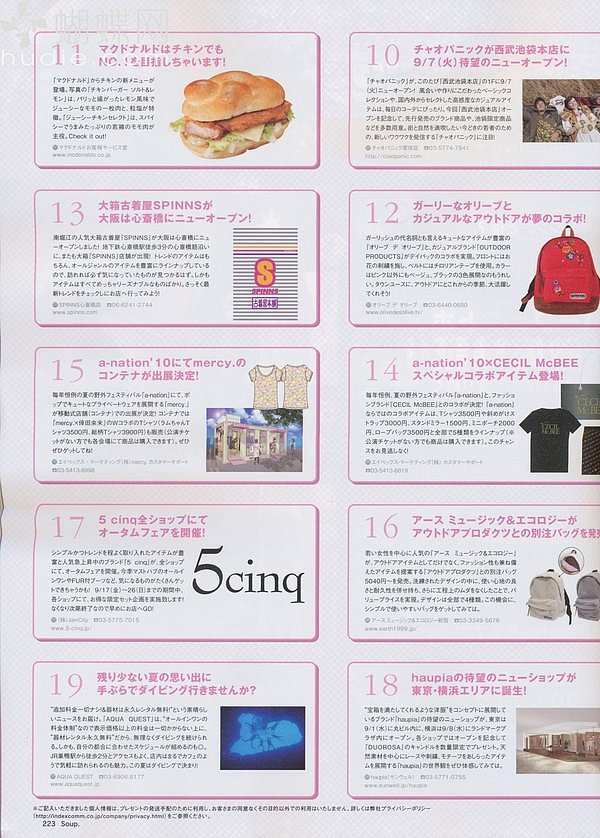 蝴蝶网
hudie
11
マクドナルドはチキンでも
NO.1を目指しちゃいます!
「マクドナルド」からチキンの新メニューが
登場。写真の「チキンバーガー ソルト&レ
モン」は、パリッと揚がったレモン風味で
ジューシーなモモの一枚肉と、粒塩が特
徴。「ジューシーチキンセレクト」は、スパイ
シーでうまみたっぷりの若鶏のモモ肉が
主役。Check it out!
マクドナルドお客様サービス室
www.mcdonalds.co.jp
10
チャオパニックが西武池袋本店に
9/7(火)待望のニューオープン!
「チャオパニック」が、このたび「西武池袋本店」の1Fに9/7
(火)ニューオープン! 風合いや作りにこだわったベーシックコ
レクションや、国内外からセレクトした高感度なカジュアルアイテ
ムは、毎日のコーデにぴったり。今回「西武池袋本店」オープ
ンを記念して、先行発売のブランド商品や、池袋限定商品
などを多数用意。街と自然を満喫したい今どきの若者のため
の、新しいワクワクを発信する「チャオパニック」に注目!
チャオパニック原宿店 ☎03-5774-7941
http://ciaopanic.com
13
大箱古着屋SPINNSが
大阪は心斎橋にニューオープン!
南堀江の人気大箱古着屋「SPINNS」が大阪は心斎橋にニュ
ーオープンしました! 地下鉄心斎橋駅徒歩3分の心斎橋筋沿い
に、またも大箱「SPINNS」店舗が出現! トレンドのアイテムはも
ちろん、オールジャンルのアイテムを豊富にラインナップしている
ので、訪れれば必ず気に入っていたものが見つかるはず。しかも
アイテムはすべてめっちゃリーズナブルなものばかり。さっそく最
新トレンドをチェックにお店へ行ってみよう!
SPINNS心斎橋店 ☎06-6241-2744
www.spinns.com
S
SPINNS
12
ガーリーなオリーブと
カジュアルなアウトドアが夢のコラボ!
ガーリッシュの代名詞とも言えるキュートなアイテムが豊富の
「オリーブ デ オリーブ」と、カジュアルブランド「OUTDOOR
PRODUCTS」がデイパックのコラボを実現。フロントにはお
花の刺繍を施し、ベルトにはチロリアンテープを使用。カラー
はピンク以外にもベージュ、ブラックの3色展開なのもうれし
い。タウンユースに、アウトドアにとこれからの季節、大活躍し
てくれそう!
オリーブ デ オリーブ ☎03-6440-0680
www.olivedesolive.tv/
15
a-nation'10にてmercy.の
コンテナが出展決定!
毎年恒例の夏の野外フェスティバル「a-nation」にて、ポ
ップでキュートなプライベートウェアを展開する「mercy.」
が移動式店舗(コンテナ)での出展が決定! コンテナでは
「mercy.×倖田來未」のWコラボのTシャツ(ラムちゃんT
シャツ3500円、総柄Tシャツ3900円)も販売(公演チケ
ットがない方でも各会場にて商品は購入できます)。ぜひ
ぜひゲットしてね!
エイベックス・マーケティング(株)mercy.カスタマーサポート
☎03-5413-8998
14
a-nation'10×CECIL McBEE
スペシャルコラボアイテム登場!
毎年恒例、夏の野外フェスティバル「a-nation」と、ファッショ
ンブランド「CECIL McBEE」とのコラボが決定! 「a-nation」
ならではのコラボアイテムは、Tシャツ3500円や斜めがけス
トラップ3000円、スタンドミラー1500円、ミニポーチ2000
円、ロープバッグ3500円と全部で5種類をラインナップ(※
公演チケットがない方でも商品は購入できます)。このチャン
スをお見逃しなく!
エイベックス・マーケティング(株) カスタマーサポート
☎03-5413-8819
CECIL
McBEE
17
5 cinq全ショップにて
オータムフェアを開催!
シンプルかつトレンドを程よく取り入れたアイテムが豊
富と人気急上昇中のブランド「5 cinq」が、全ショップ
にて、オータムフェアを開催。今季マストハブのオールイ
ンワンやFUR付ブーツなど、気になるものがたくさんゲッ
トできちゃうかも! 9/17(金)〜26(日)までの期間中、
各ショップにて、お得な限定セット企画を実施致します!
なくなり次第終了なので早めにお店へGO!
(株)JamCity ☎03-5775-7015
www.5-cinq.jp/
5cinq
16
アース ミュージック&エコロジーが
アウトドアプロダクツとの別注バッグを発売
若い女性を中心に人気の「アース ミュージック&エコロジー」
が、アウトドアアイテムとしてだけでなく、ファッション性も兼ね備
えたアイテムを提案する「アウトドアプロダクツ」との別注バッグ
5040円〜を発売。洗練されたデザインの中に、使い心地の良
さと耐久性を併せ持ち、さらに工程上のムダをなくしたことで、バ
リュープライスを実現。デザインは全部で4種類。この機会に、
シンプルで使いやすいバッグをゲットしてみては。
アース ミュージック&エコロジー新宿 ☎03-3349-5676
www.earth1999.jp/
19
残り少ない夏の思い出に
手ぶらでダイビング行きませんか?
"追加料金一切ナシ&器材は永久レンタル無料!"という素晴ら
しいニュースをお届け。「AQUA QUEST」は、"オールインワン
の料金体制"なので表示価格以上の料金は一切かからない上に、
"器材レンタル永久無料"だから、無理なくダイビングを続けられ
る。しかも、自分の都合に合わせたスケジュールが組めるのも◎。
JR巣鴨駅から徒歩2分とアクセスもよく、店内はまるでカフェのよ
うで気軽に訪れられるのも魅力。この夏はダイビングで決まり!
AQUA QUEST ☎03-6906-8177
www.aquaquest.jp
18
haupiaの待望のニューショップが
東京・横浜エリアに誕生!
"宝箱を満たしてくれるような洋服"をコンセプトに展開して
いるブランド「haupia」の待望のニューショップが、東京は
9/1(水)に丸ビル内に、横浜は9/8(水)にランドマークプ
ラザ内にオープン。各ショップではオープンを記念して
「DUOROSA」のキャンドルを数量限定でプレゼント。天
然素材を中心にレースや刺繍、モチーフをあしらったアイテ
ムを展開する「haupia」の世界観をぜひ体感してみては。
haupia(サンウェル) ☎03-5771-0755
www.sunwell.jp/haupia/
※ご記入いただきました個人情報は、プレゼントの発送手配のために利用し、お客さまの同意なくその目的以外での利用はいたしません。詳しくは弊社プライバシーポリシー
(http://indexcomm.co.jp/company/privacy.html)をご参照ください。
223 Soup.